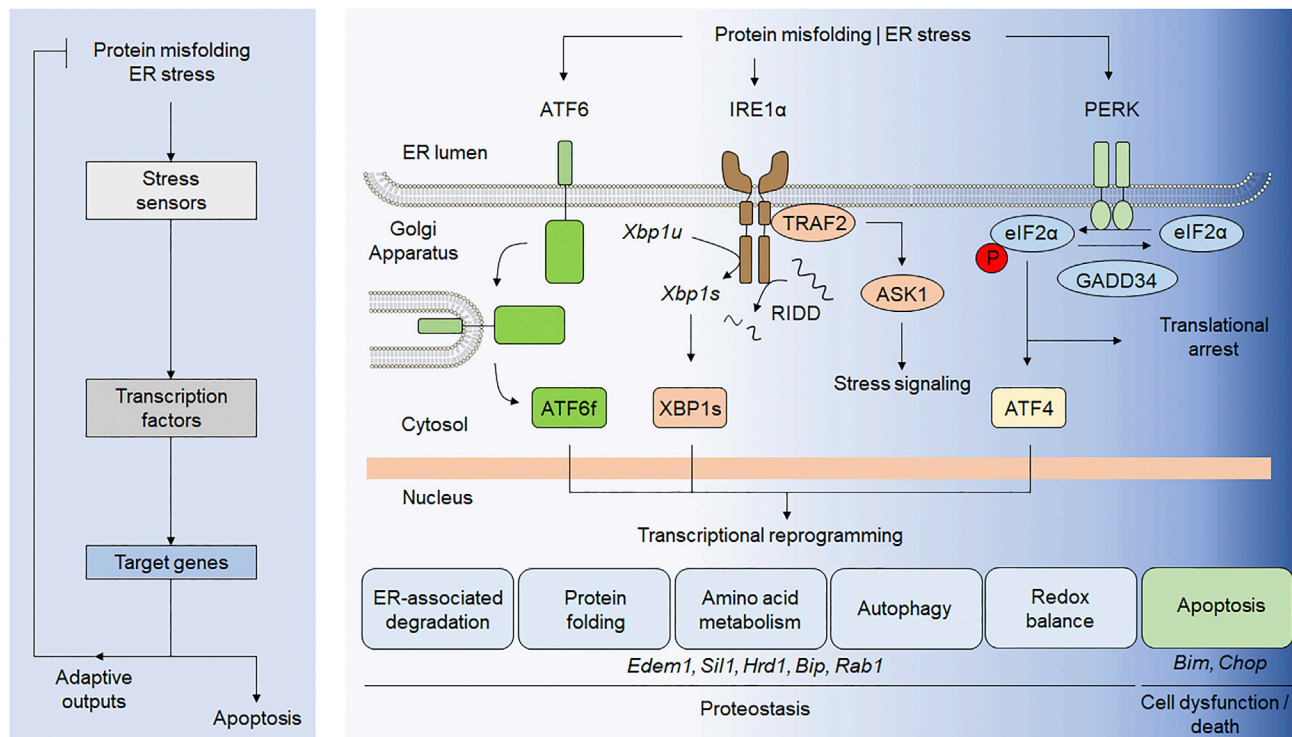 Protein misfolding
ER stress
Stress
sensors
Transcription
factors
Target genes
Adaptive
outputs
Apoptosis
Protein misfolding | ER stress
ATF6
IRE1α
PERK
ER lumen
Golgi
Apparatus
Xbp1u
Xbp1s
TRAF2
RIDD
ASK1
Stress signaling
eIF2α
P
eIF2α
GADD34
Translational
arrest
Cytosol
ATF6f
XBP1s
ATF4
Nucleus
Transcriptional reprogramming
ER-associated
degradation
Protein
folding
Amino acid
metabolism
Autophagy
Redox
balance
Apoptosis
Edem1, Sil1, Hrd1, Bip, Rab1
Bim, Chop
Proteostasis
Cell dysfunction /
death